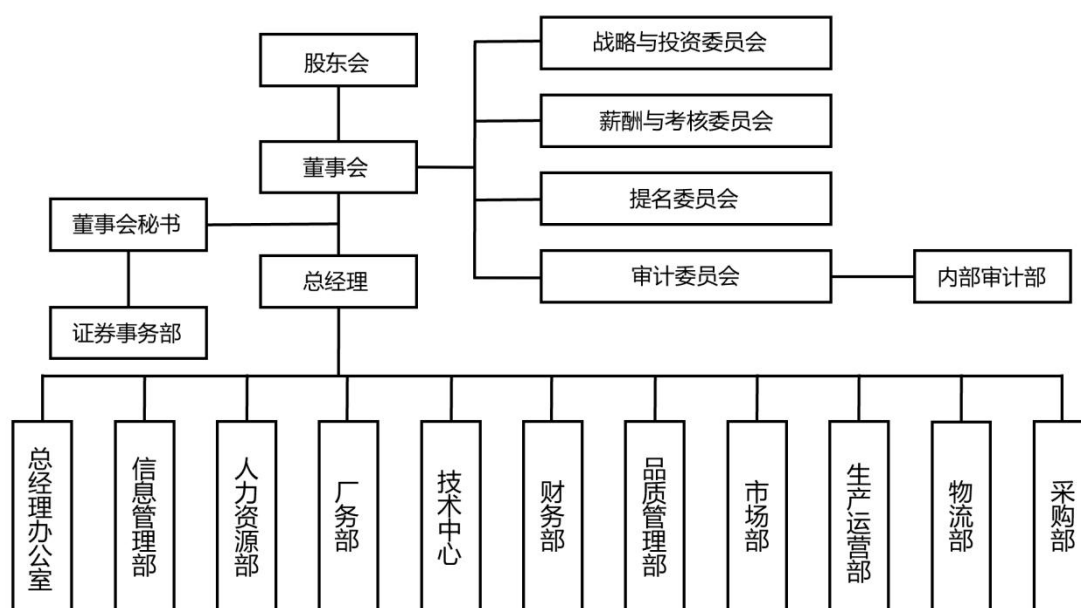 股东会
董事会
董事会秘书
总经理
证券事务部
战略与投资委员会
薪酬与考核委员会
提名委员会
审计委员会
内部审计部
总经理办公室
信息管理部
人力资源部
厂务部
技术中心
财务部
品质管理部
市场部
生产运营部
物流部
采购部